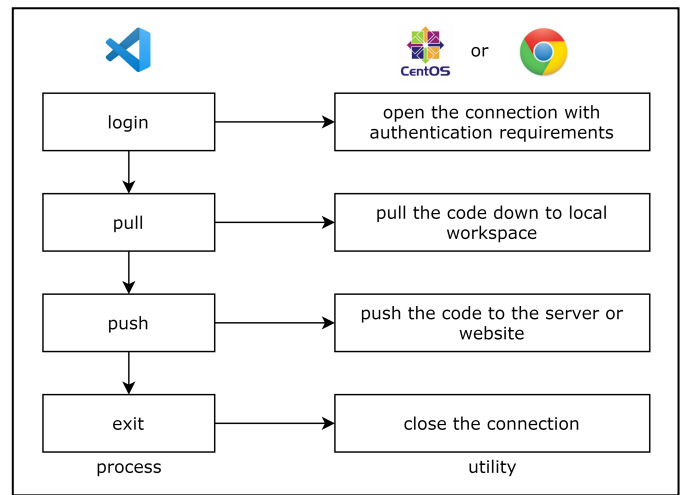 CentOS
or
login
open the connection with
authentication requirements
pull
pull the code down to local
workspace
push
push the code to the server or
website
exit
close the connection
process
utility